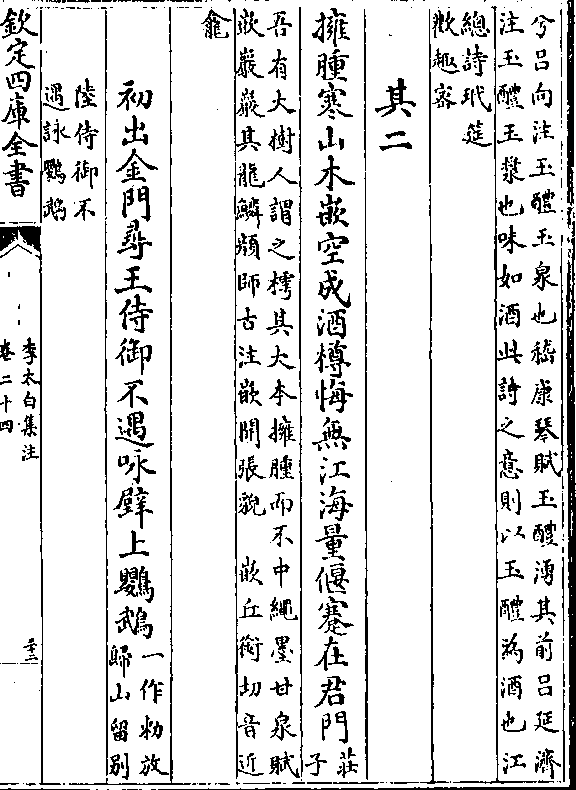 兮吕向注玉醴玉泉也嵇康琴賦玉醴湧其前吕延濟
注玉醴玉漿也味如酒此詩之意則以玉醴為酒也江
總詩玳筵
歡趣宻
其二
擁腫寒山木嵌空成酒樽悔無江海量偃蹇在君門莊
子
吾有大樹人謂之樗其大本擁腫而不中繩墨甘泉賦
嵌巖巖其龍鱗顔師古注嵌開張貌 嵌丘銜切音近
龕
初出金門尋王侍御不遇咏壁上鸚鵡一作勑放
歸山留别
陸侍御不
遇詠鸚鵡
欽定四庫全書
李太白集注
卷二十四
三十二